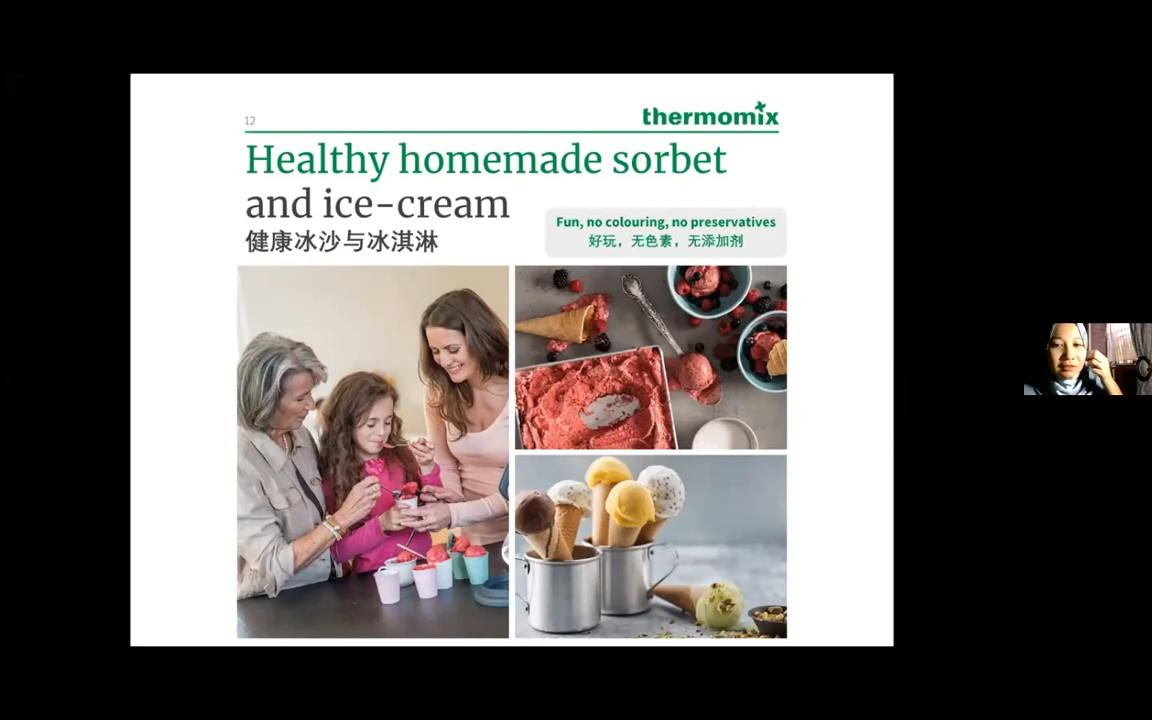 12
thermomix
Healthy homemade sorbet
and ice-cream
健康冰沙与冰淇淋
Fun, no colouring, no preservatives
好玩，无色素，无添加剂